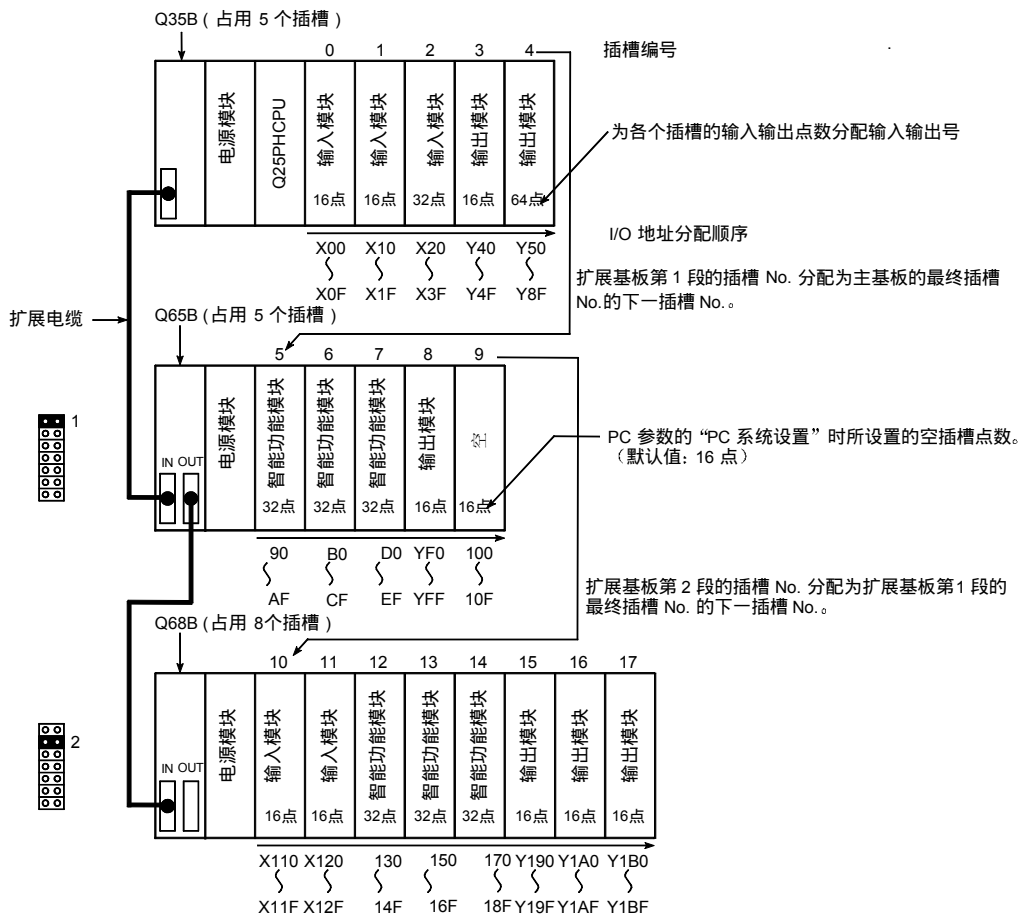 Q35B ( 占用 5 个插槽 )
0 1 2 3 4 插槽编号
电源模块
Q25PHCPU
输入模块
输入模块
输入模块
输出模块
输出模块
16点 16点 32点 16点 64点
为各个插槽的输入输出点数分配输入输出号
I/O 地址分配顺序
X00 X10 X20 Y40 Y50
X0F X1F X3F Y4F Y8F
扩展基板第 1 段的插槽 No. 分配为主基板的最终插槽
No.的下一插槽 No.。
扩展电缆
Q65B ( 占用 5 个插槽 )
5 6 7 8 9
1
IN OUT
电源模块
智能功能模块
智能功能模块
智能功能模块
输出模块
空
32点 32点 32点 16点 16点
PC 参数的“PC 系统设置”时所设置的空插槽点数。
（默认值: 16 点）
90 B0 D0 YF0 100
AF CF EF YFF 10F
扩展基板第 2 段的插槽 No. 分配为扩展基板第1 段的
最终插槽 No. 的下一插槽 No.。
Q68B ( 占用 8个插槽 )
10 11 12 13 14 15 16 17
2
IN OUT
电源模块
输入模块
输入模块
智能功能模块
智能功能模块
智能功能模块
输出模块
输出模块
输出模块
16点 16点 32点 32点 32点 16点 16点 16点
X110 X120 130 150 170 Y190 Y1A0 Y1B0
X11F X12F 14F 16F 18F Y19F Y1AF Y1BF